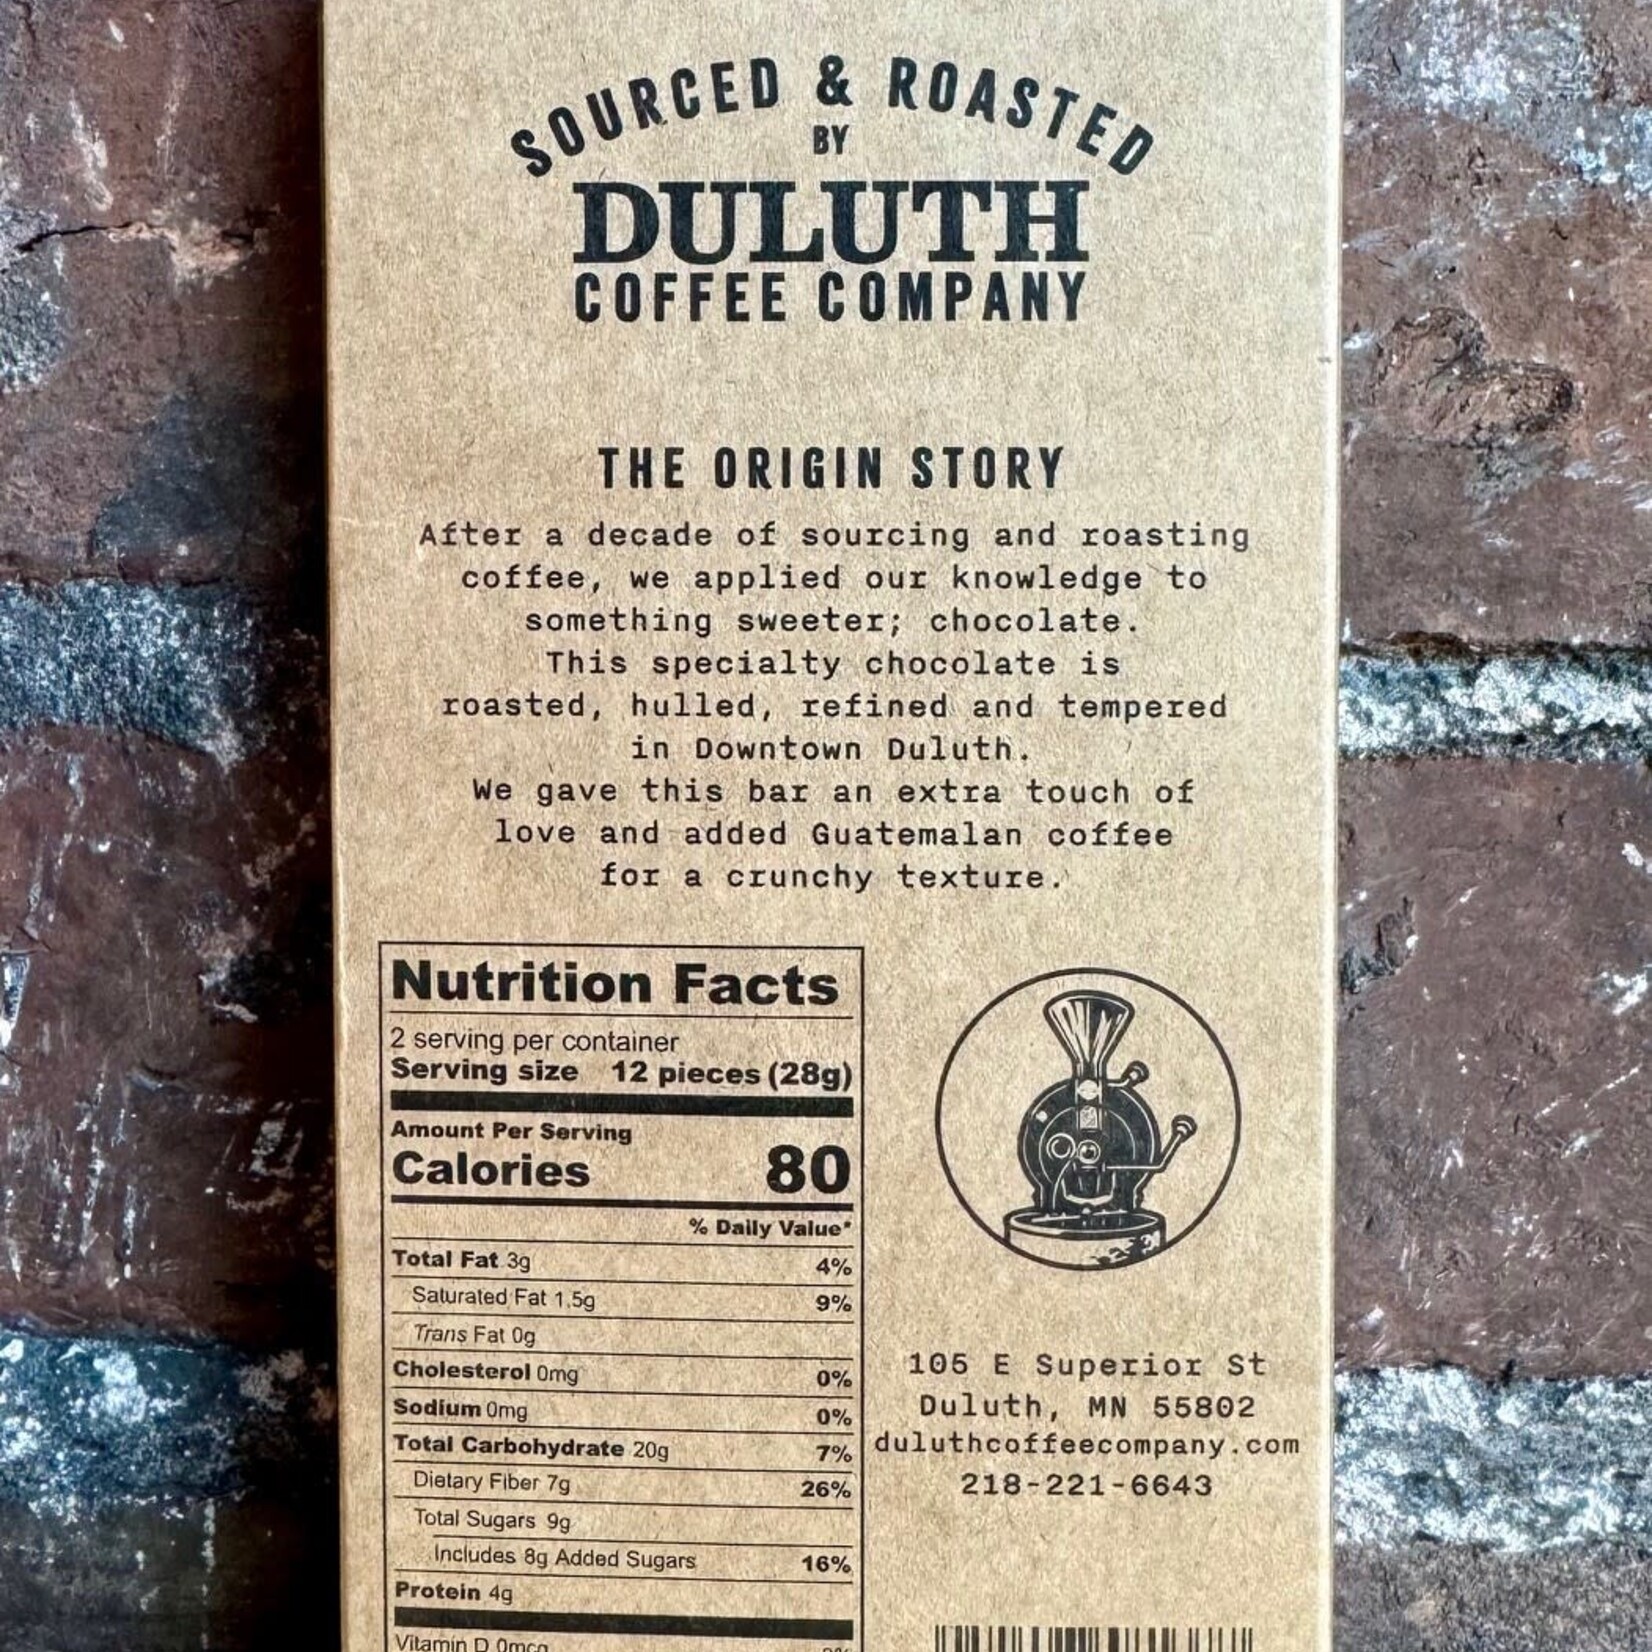 SOURCED & ROASTED
BY
DULUTH
COFFEE COMPANY
THE ORIGIN STORY
After a decade of sourcing and roasting
coffee, we applied our knowledge to
something sweeter; chocolate.
This specialty chocolate is
roasted, hulled, refined and tempered
in Downtown Duluth.
We gave this bar an extra touch of
love and added Guatemalan coffee
for a crunchy texture.
Nutrition Facts
2 serving per container
Serving size 12 pieces (28g)
Amount Per Serving
Calories 80
% Daily Value*
Total Fat 3g 4%
Saturated Fat 1.5g 9%
Trans Fat 0g
Cholesterol 0mg 0%
Sodium 0mg 0%
Total Carbohydrate 20g 7%
Dietary Fiber 7g 26%
Total Sugars 9g
Includes 8g Added Sugars 16%
Protein 4g
Vitamin D 0mcg
105 E Superior St
Duluth, MN 55802
duluthcoffeecompany.com
218-221-6643